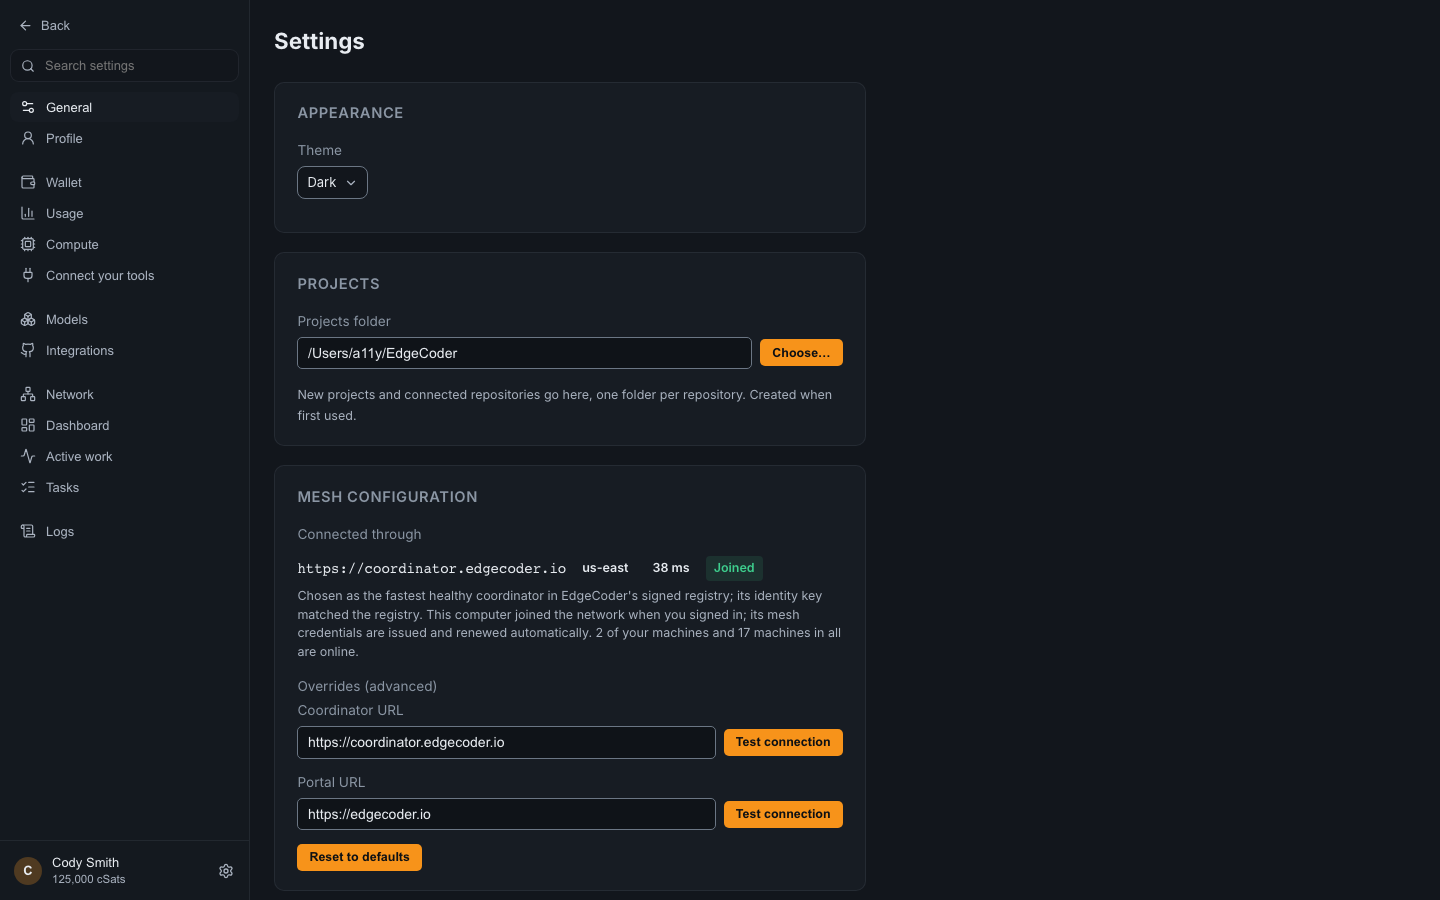 Back
Search settings
General
Profile
Wallet
Usage
Compute
Connect your tools
Models
Integrations
Network
Dashboard
Active work
Tasks
Logs
C
Cody Smith
125,000 cSats
Settings
APPEARANCE
Theme
Dark
PROJECTS
Projects folder
/Users/a11y/EdgeCoder
Choose...
New projects and connected repositories go here, one folder per repository. Created when
first used.
MESH CONFIGURATION
Connected through
https://coordinator.edgecoder.io us-east 38 ms Joined
Chosen as the fastest healthy coordinator in EdgeCoder's signed registry; its identity key
matched the registry. This computer joined the network when you signed in; its mesh
credentials are issued and renewed automatically. 2 of your machines and 17 machines in all
are online.
Overrides (advanced)
Coordinator URL
https://coordinator.edgecoder.io
Test connection
Portal URL
https://edgecoder.io
Test connection
Reset to defaults